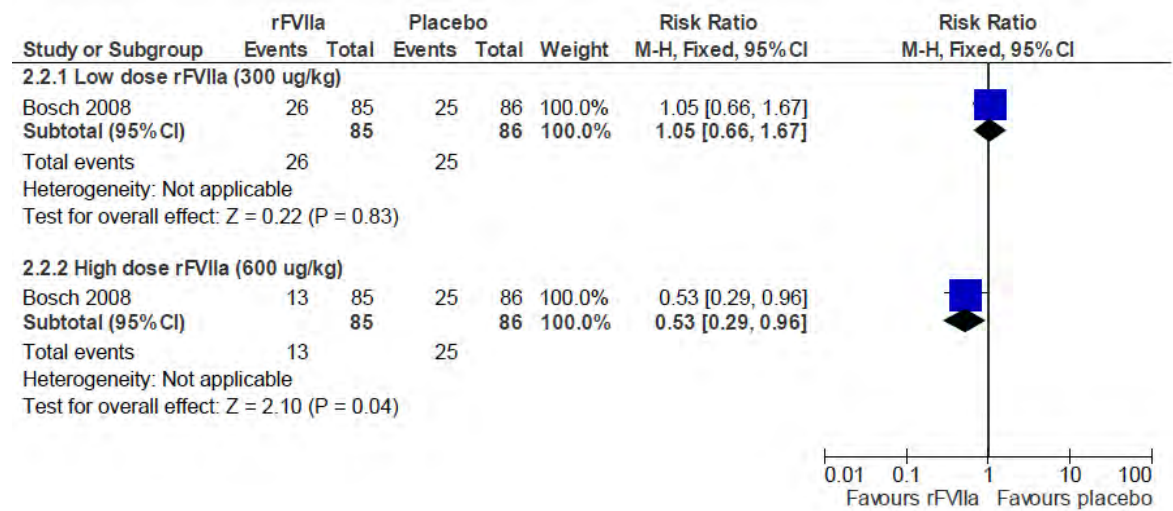 rFVIIa Placebo Risk Ratio Risk Ratio
Study or Subgroup Events Total Events Total Weight M-H, Fixed, 95% CI M-H, Fixed, 95% CI
2.2.1 Low dose rFVIIa (300 ug/kg)
Bosch 2008 26 85 25 86 100.0% 1.05 [0.66, 1.67]
Subtotal (95% CI) 85 86 100.0% 1.05 [0.66, 1.67]
Total events 26 25
Heterogeneity: Not applicable
Test for overall effect: Z = 0.22 (P = 0.83)
2.2.2 High dose rFVIIa (600 ug/kg)
Bosch 2008 13 85 25 86 100.0% 0.53 [0.29, 0.96]
Subtotal (95% CI) 85 86 100.0% 0.53 [0.29, 0.96]
Total events 13 25
Heterogeneity: Not applicable
Test for overall effect: Z = 2.10 (P = 0.04)
0.01 0.1 1 10 100
Favours rFVIIa Favours placebo